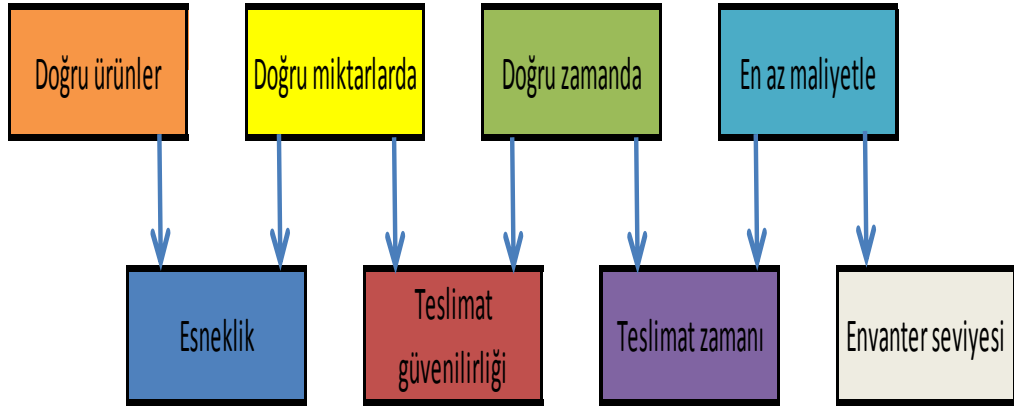 Doğru ürünler
Doğru miktarlarda
Doğru zamanda
En az maliyetle
Esneklik
Teslimat
güvenilirliği
Teslimat zamanı
Envanter seviyesi